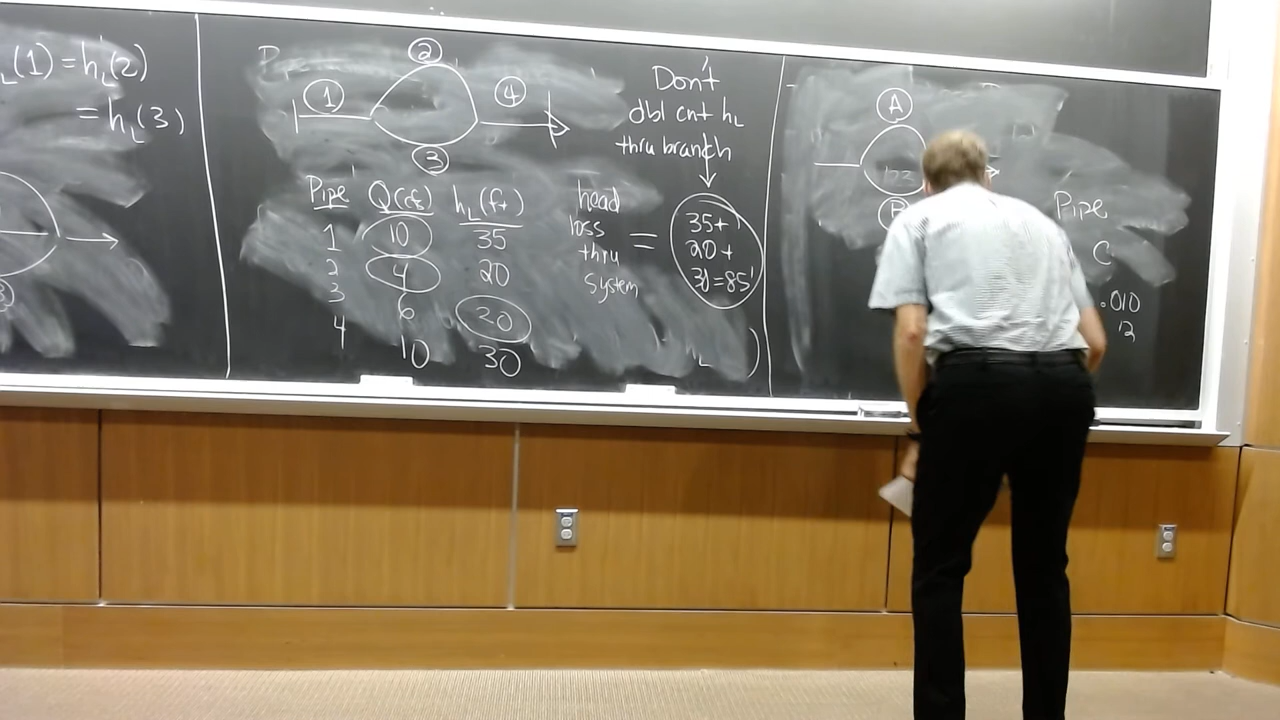 L(1) = hL(2)
= hL(3)
1
2
4
3
Don't
dbl cnt hL
thru branch
Pipe Q(cfs) hL(ft)
1 10 35
2 4 20
3 6 20
4 10 30
head
loss
thru
system
=
35+
20+
30=85'
hL )
A
B
Pipe
C
.010